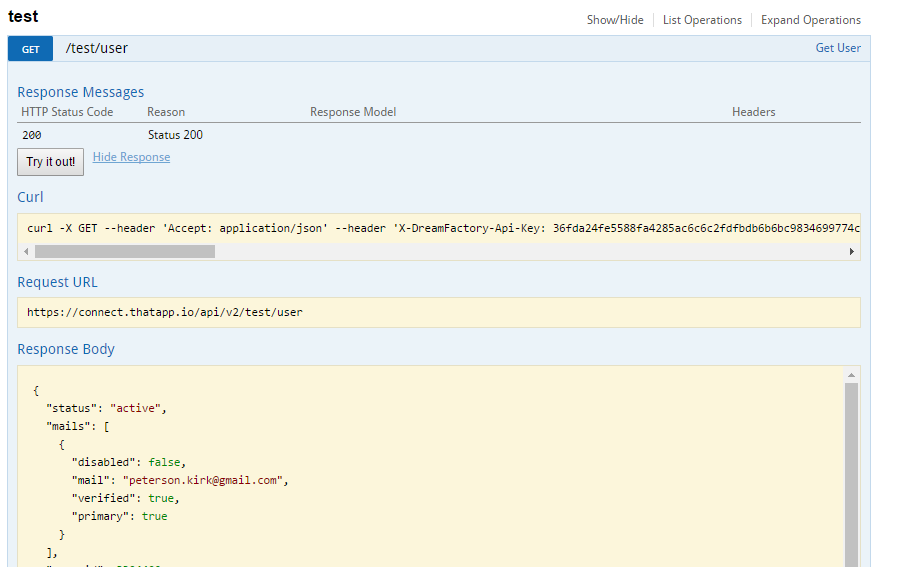 test
Show/Hide List Operations Expand Operations
GET /test/user Get User
Response Messages
HTTP Status Code Reason Response Model Headers
200 Status 200
Try it out! Hide Response
Curl
curl -X GET --header 'Accept: application/json' --header 'X-DreamFactory-Api-Key: 36fda24fe5588fa4285ac6c6c2fdfbdb6b6bc9834699774c
Request URL
https://connect.thatapp.io/api/v2/test/user
Response Body
{
"status": "active",
"mails": [
{
"disabled": false,
"mail": "peterson.kirk@gmail.com",
"verified": true,
"primary": true
}
],